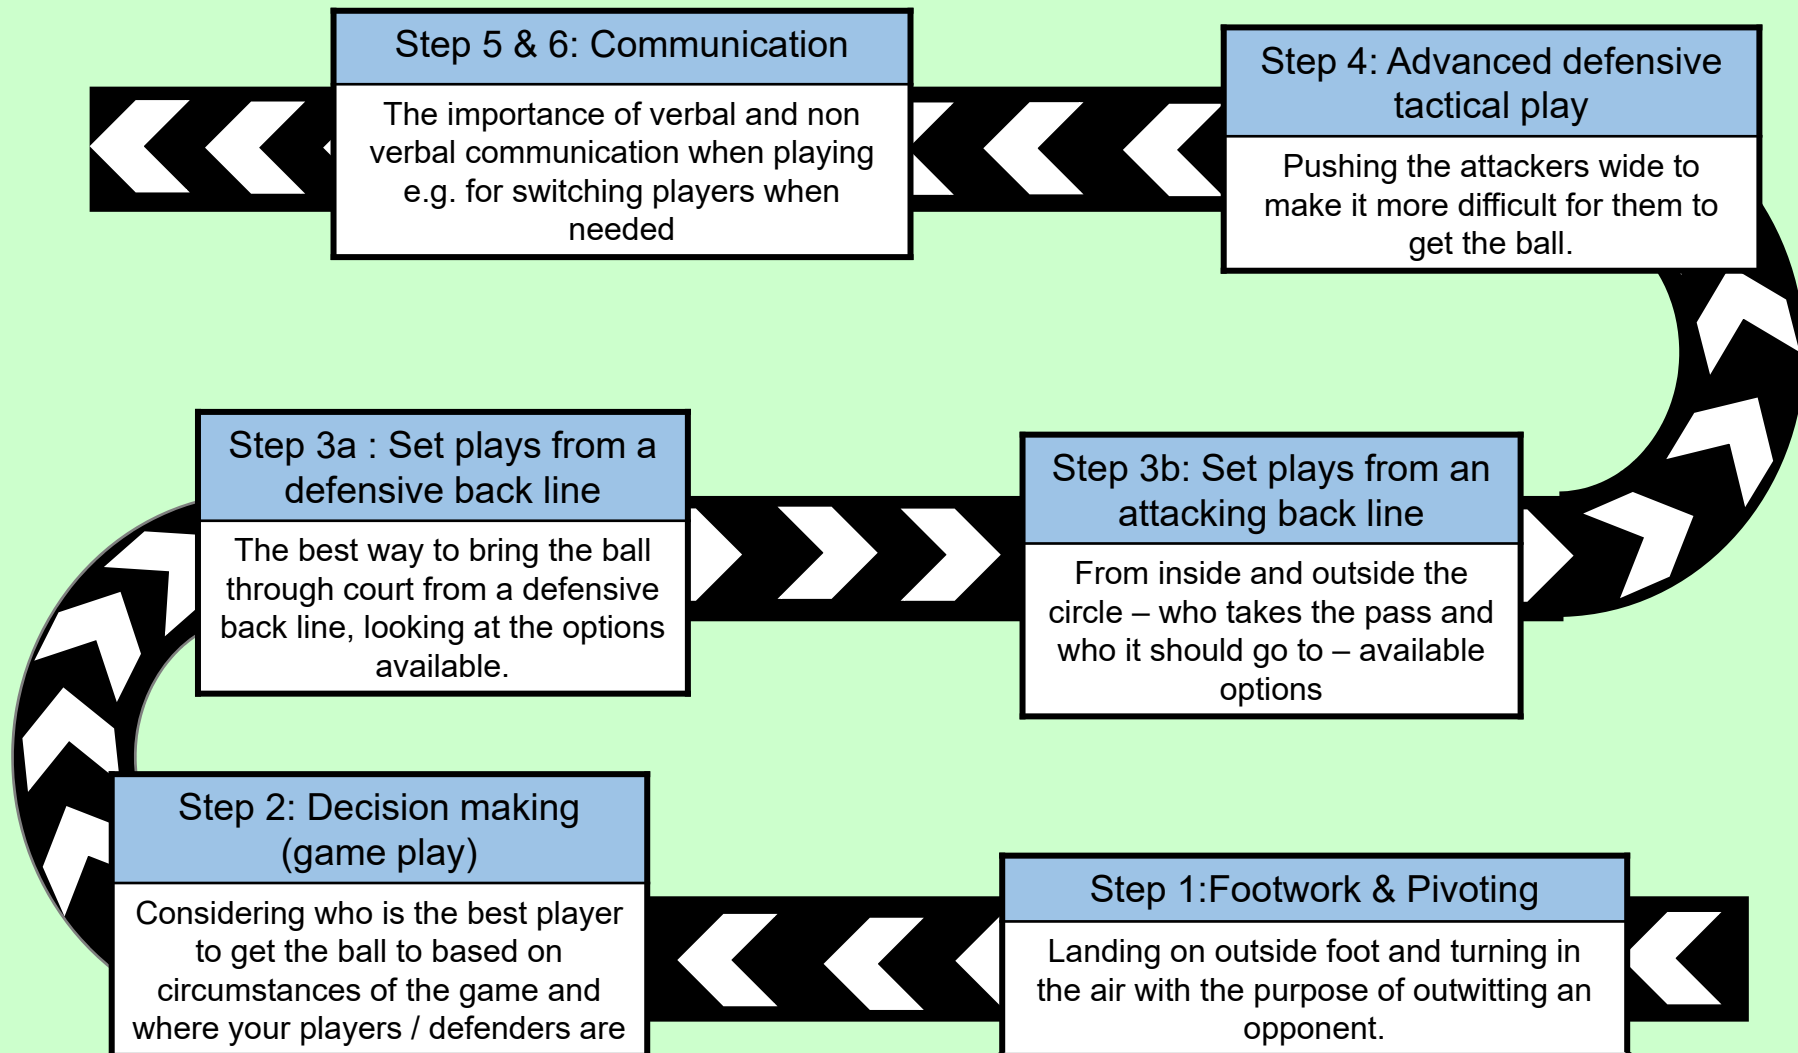 Step 5 & 6: Communication
The importance of verbal and non
verbal communication when playing
e.g. for switching players when
needed
Step 4: Advanced defensive
tactical play
Pushing the attackers wide to
make it more difficult for them to
get the ball.
Step 3a : Set plays from a
defensive back line
The best way to bring the ball
through court from a defensive
back line, looking at the options
available.
Step 3b: Set plays from an
attacking back line
From inside and outside the
circle – who takes the pass and
who it should go to – available
options
Step 2: Decision making
(game play)
Considering who is the best player
to get the ball to based on
circumstances of the game and
where your players / defenders are
Step 1:Footwork & Pivoting
Landing on outside foot and turning in
the air with the purpose of outwitting an
opponent.